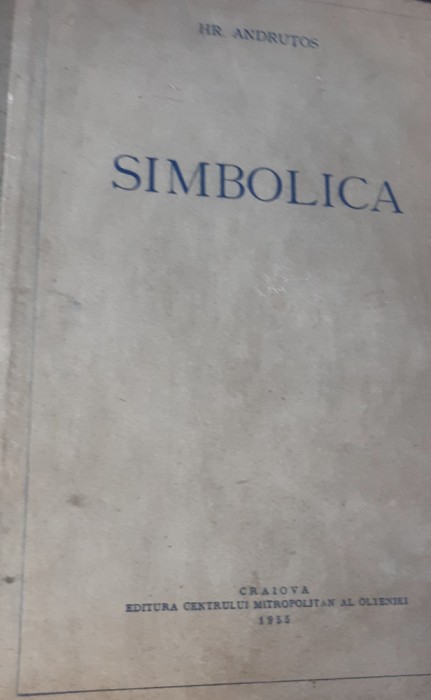 HR. ANDRUTOS
SIMBOLICA
CRAIOVA
EDITURA CENTRULUI MITROPOLITAN AL OLTENIEI
1955